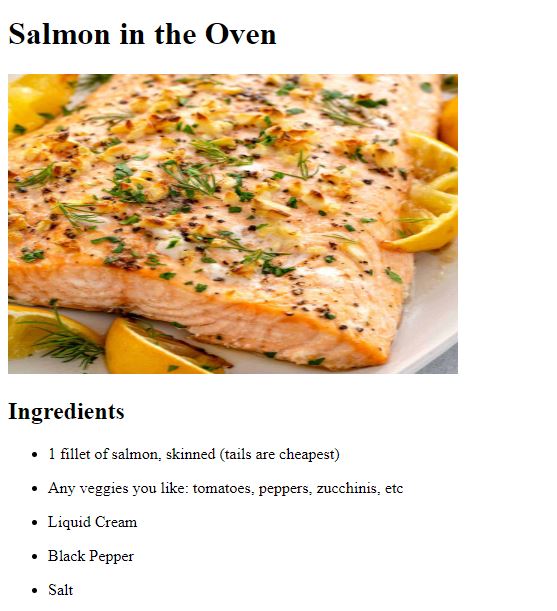 Salmon in the Oven
Ingredients
• 1 fillet of salmon, skinned (tails are cheapest)
• Any veggies you like: tomatoes, peppers, zucchinis, etc
• Liquid Cream
• Black Pepper
• Salt